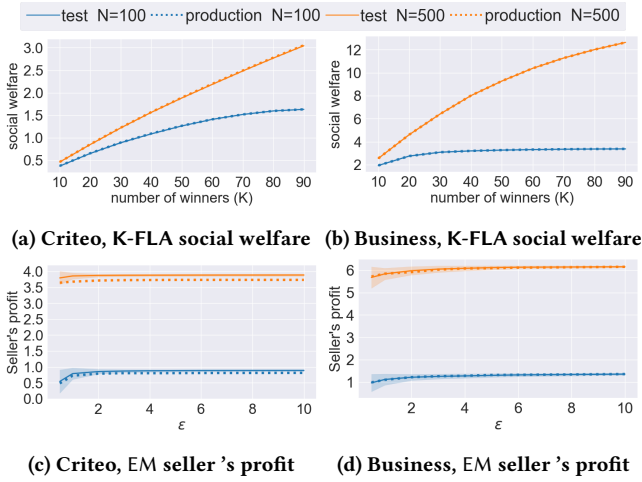 test N=100 production N=100 test N=500 production N=500
social welfare
3.0
2.5
2.0
1.5
1.0
0.5
10 20 30 40 50 60 70 80 90
number of winners (K)
(a) Criteo, K-FLA social welfare
social welfare
12
10
8
6
4
2
10 20 30 40 50 60 70 80 90
number of winners (K)
(b) Business, K-FLA social welfare
Seller's profit
4.0
3.5
3.0
2.5
2.0
1.5
1.0
0.5
0.0
2 4 6 8 10
ε
(c) Criteo, EM seller 's profit
Seller's profit
6
5
4
3
2
1
2 4 6 8 10
ε
(d) Business, EM seller 's profit